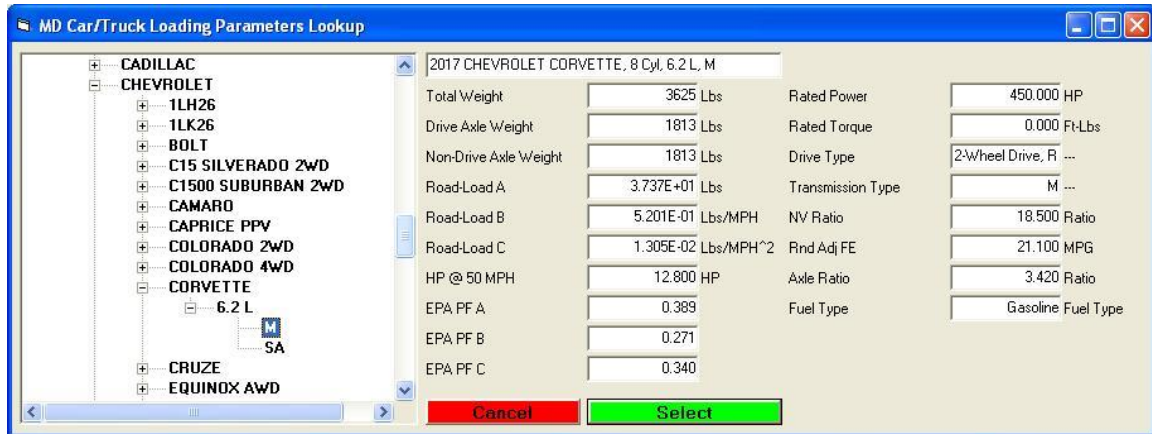 MD Car/Truck Loading Parameters Lookup
CADILLAC
CHEVROLET
1LH26
1LK26
BOLT
C15 SILVERADO 2WD
C1500 SUBURBAN 2WD
CAMARO
CAPRICE PPV
COLORADO 2WD
COLORADO 4WD
CORVETTE
6.2 L
M
SA
CRUZE
EQUINOX AWD
2017 CHEVROLET CORVETTE, 8 Cyl, 6.2 L, M
Total Weight 3625 Lbs Rated Power 450.000 HP
Drive Axle Weight 1813 Lbs Rated Torque 0.000 Ft-Lbs
Non-Drive Axle Weight 1813 Lbs Drive Type 2-Wheel Drive, R ---
Road-Load A 3.737E+01 Lbs Transmission Type M ---
Road-Load B 5.201E-01 Lbs/MPH NV Ratio 18.500 Ratio
Road-Load C 1.305E-02 Lbs/MPH^2 Rnd Adj FE 21.100 MPG
HP @ 50 MPH 12.800 HP Axle Ratio 3.420 Ratio
EPA PF A 0.389 Fuel Type Gasoline Fuel Type
EPA PF B 0.271
EPA PF C 0.340
Cancel Select